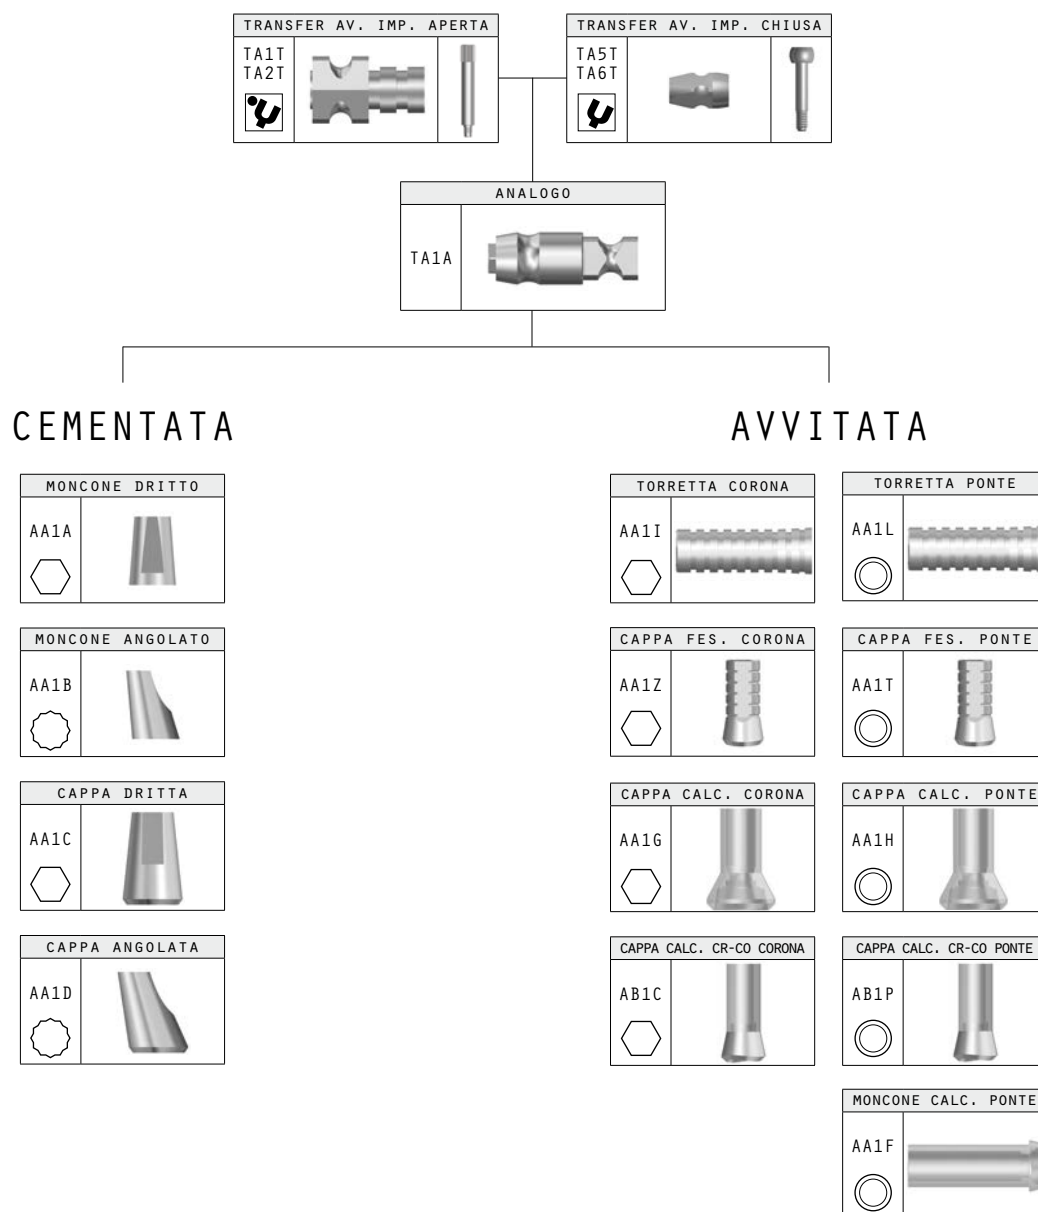 TRANSFER AV. IMP. APERTA
TA1T
TA2T
TRANSFER AV. IMP. CHIUSA
TA5T
TA6T
ANALOGO
TA1A
CEMENTATA
MONCONE DRITTO
AA1A
MONCONE ANGOLATO
AA1B
CAPPA DRITTA
AA1C
CAPPA ANGOLATA
AA1D
AVVITATA
TORRETTA CORONA
AA1I
TORRETTA PONTE
AA1L
CAPPA FES. CORONA
AA1Z
CAPPA FES. PONTE
AA1T
CAPPA CALC. CORONA
AA1G
CAPPA CALC. PONTE
AA1H
CAPPA CALC. CR-CO CORONA
AB1C
CAPPA CALC. CR-CO PONTE
AB1P
MONCONE CALC. PONTE
AA1F